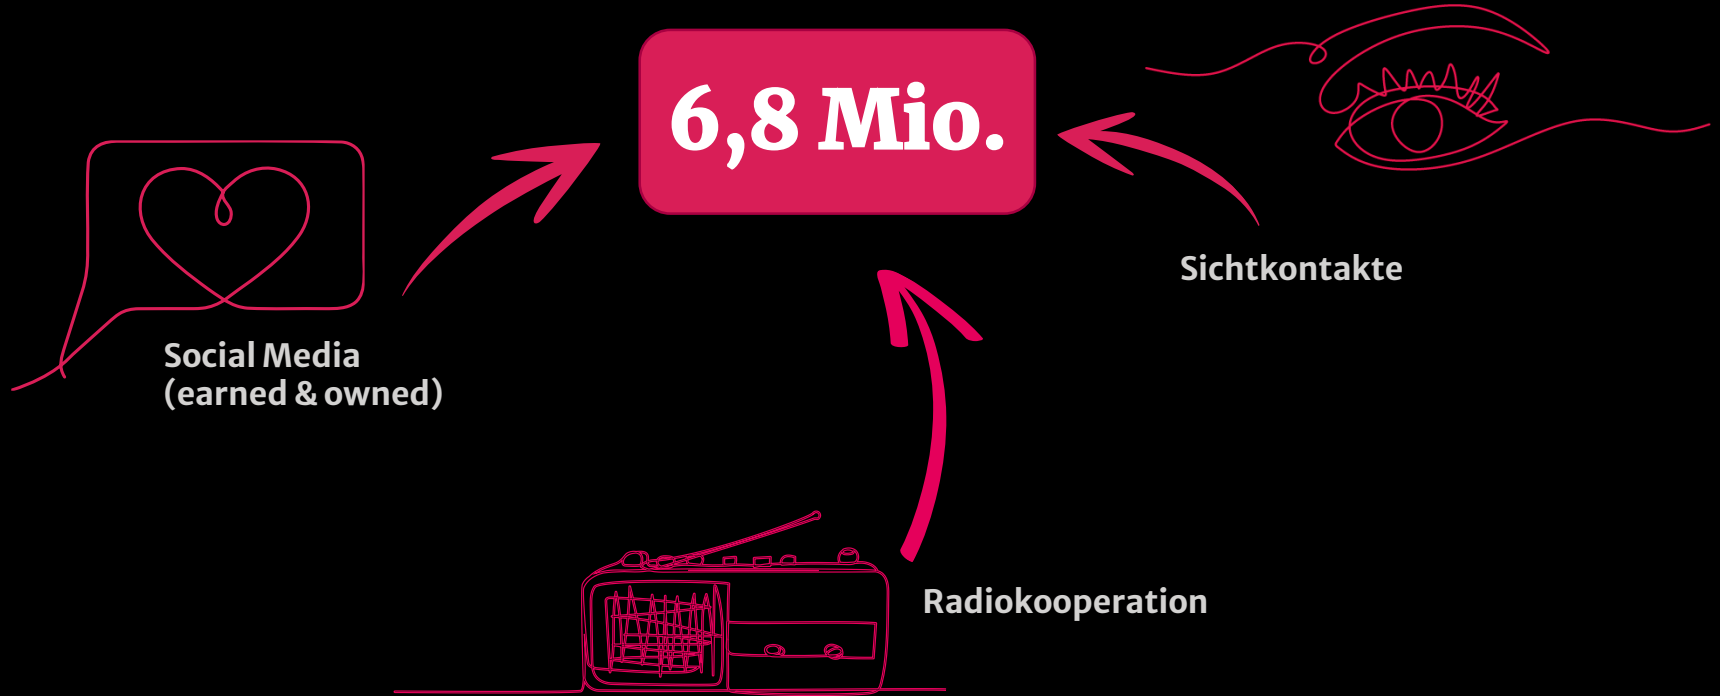 6,8 Mio.
Sichtkontakte
Social Media
(earned & owned)
Radiokooperation